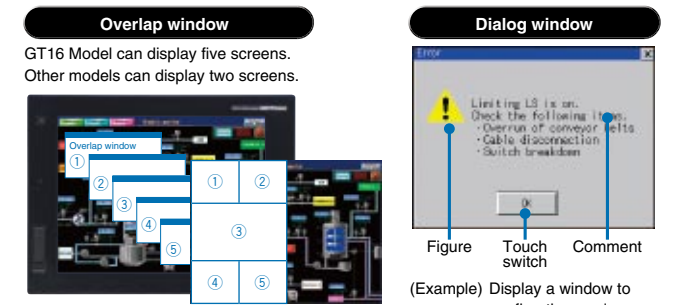 Overlap window
GT16 Model can display five screens.
Other models can display two screens.
Overlap window
①
②
③
④
⑤
① ②
③
④ ⑤
Dialog window
Error
Limiting LS is on.
Check the following items.
・Overrun of conveyor belts
・Cable disconnection
・Switch breakdown
OK
Figure Touch switch Comment
(Example) Display a window to